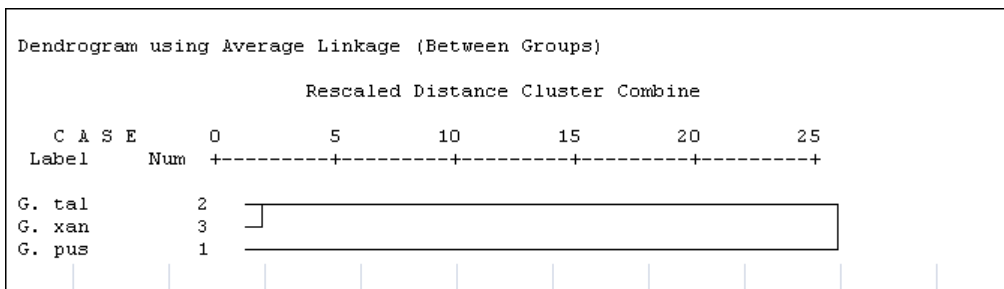 Dendrogram using Average Linkage (Between Groups)
Rescaled Distance Cluster Combine
C A S E 0 5 10 15 20 25
Label Num +---------+---------+---------+---------+---------+
G. tal 2
G. xan 3
G. pus 1